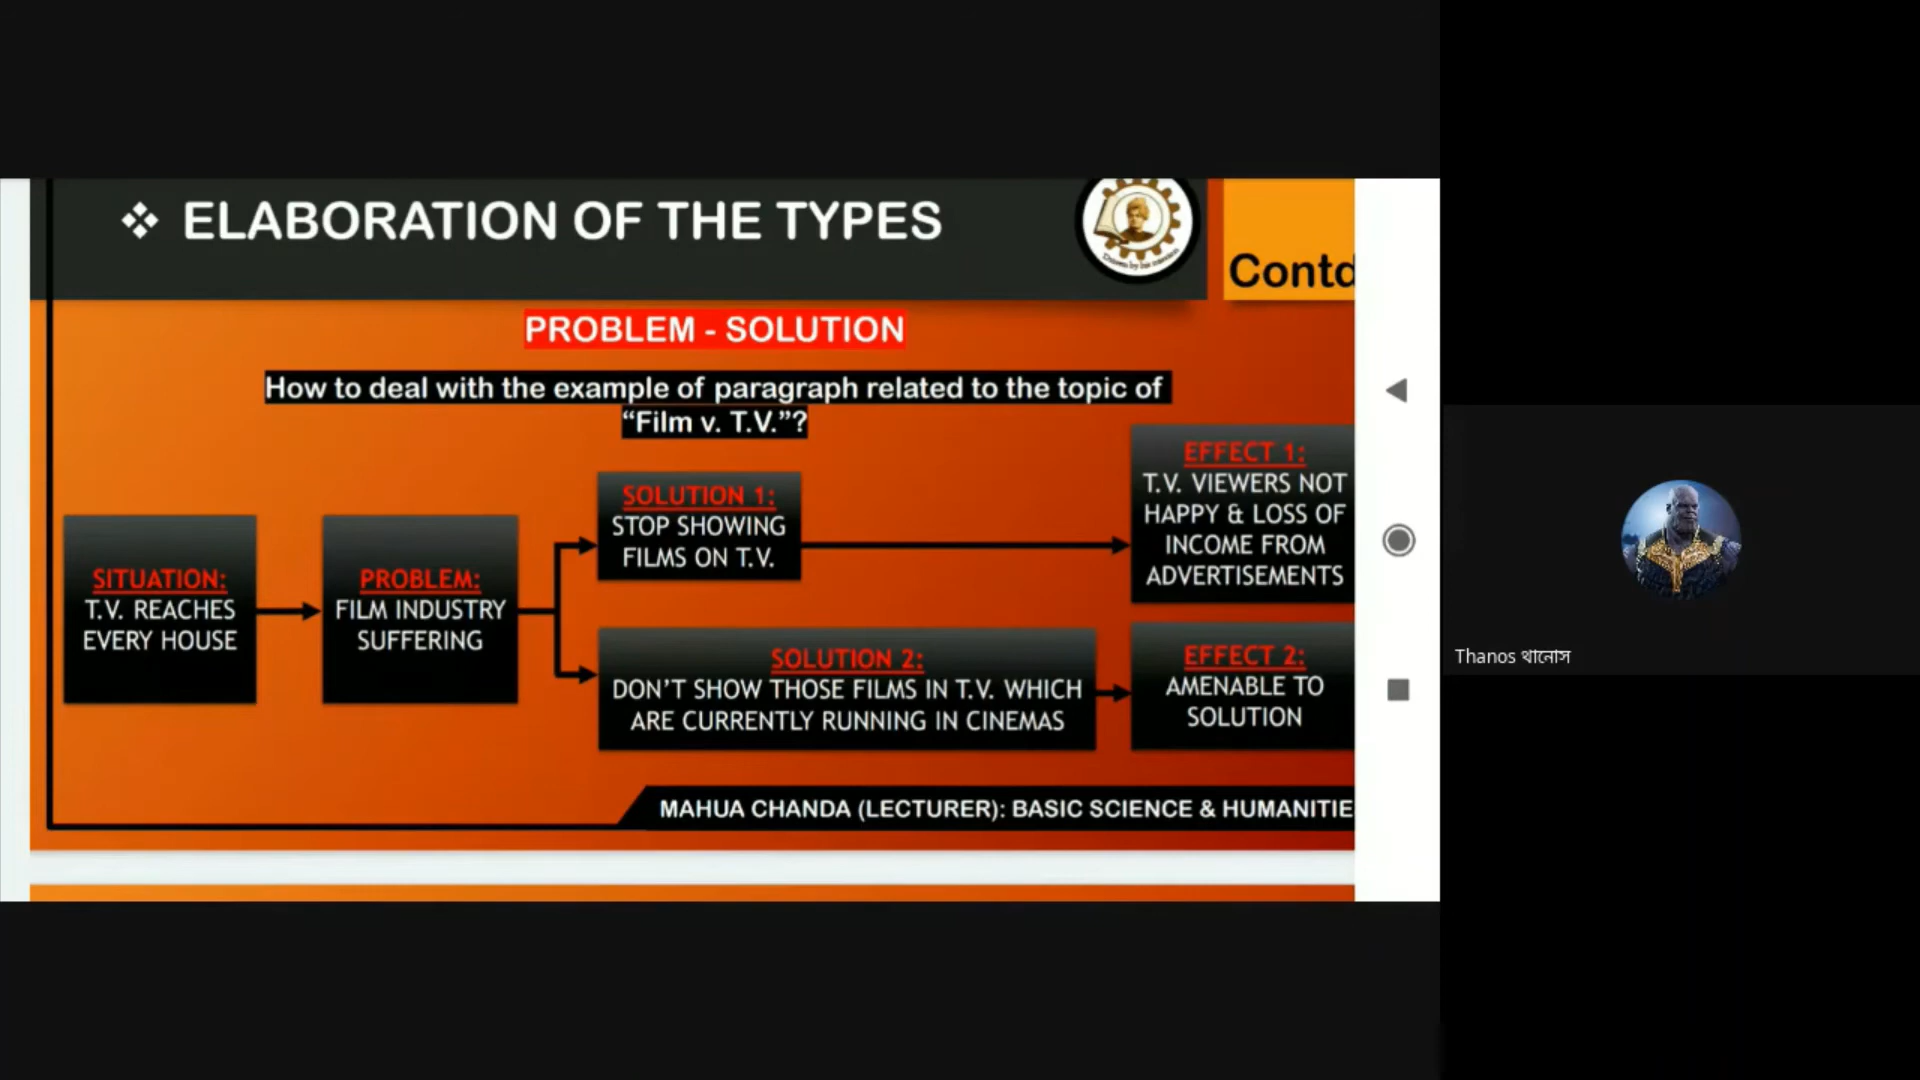 ❖ ELABORATION OF THE TYPES
Contd
PROBLEM - SOLUTION
How to deal with the example of paragraph related to the topic of
“Film v. T.V.”?
SITUATION:
T.V. REACHES
EVERY HOUSE
PROBLEM:
FILM INDUSTRY
SUFFERING
SOLUTION 1:
STOP SHOWING
FILMS ON T.V.
EFFECT 1:
T.V. VIEWERS NOT
HAPPY & LOSS OF
INCOME FROM
ADVERTISEMENTS
SOLUTION 2:
DON’T SHOW THOSE FILMS IN T.V. WHICH
ARE CURRENTLY RUNNING IN CINEMAS
EFFECT 2:
AMENABLE TO
SOLUTION
MAHUA CHANDA (LECTURER): BASIC SCIENCE & HUMANITIE
Thanos থানোস